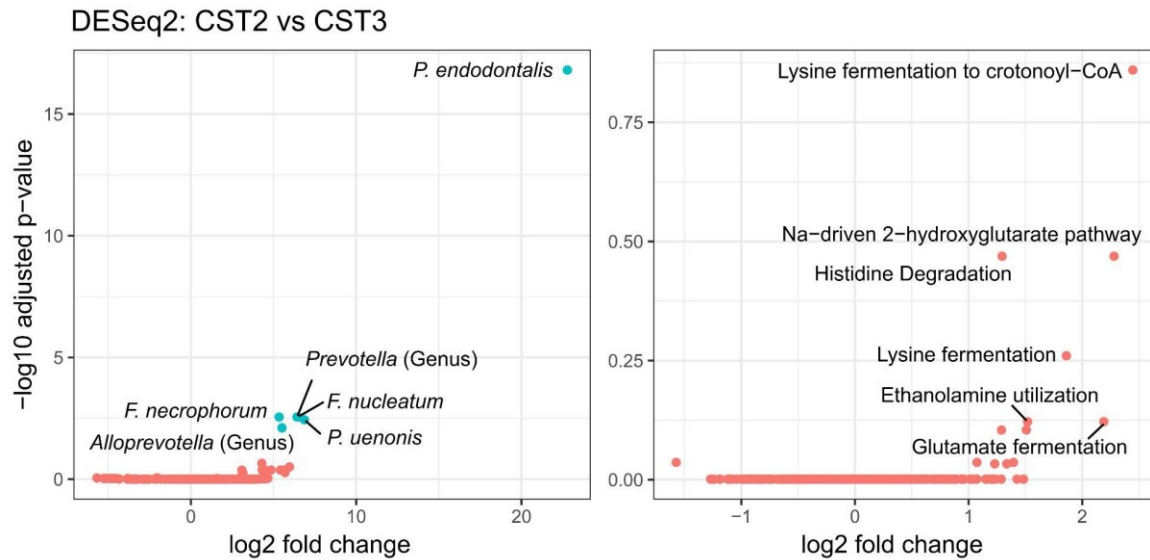 DESeq2: CST2 vs CST3
−log10 adjusted p−value
15
10
5
0
P. endodontalis
Prevotella (Genus)
F. necrophorum
F. nucleatum
Alloprevotella (Genus)
P. uenonis
0
10
20
log2 fold change
0.75
0.50
0.25
0.00
Lysine fermentation to crotonoyl−CoA
Na−driven 2−hydroxyglutarate pathway
Histidine Degradation
Lysine fermentation
Ethanolamine utilization
Glutamate fermentation
−1
0
1
2
log2 fold change